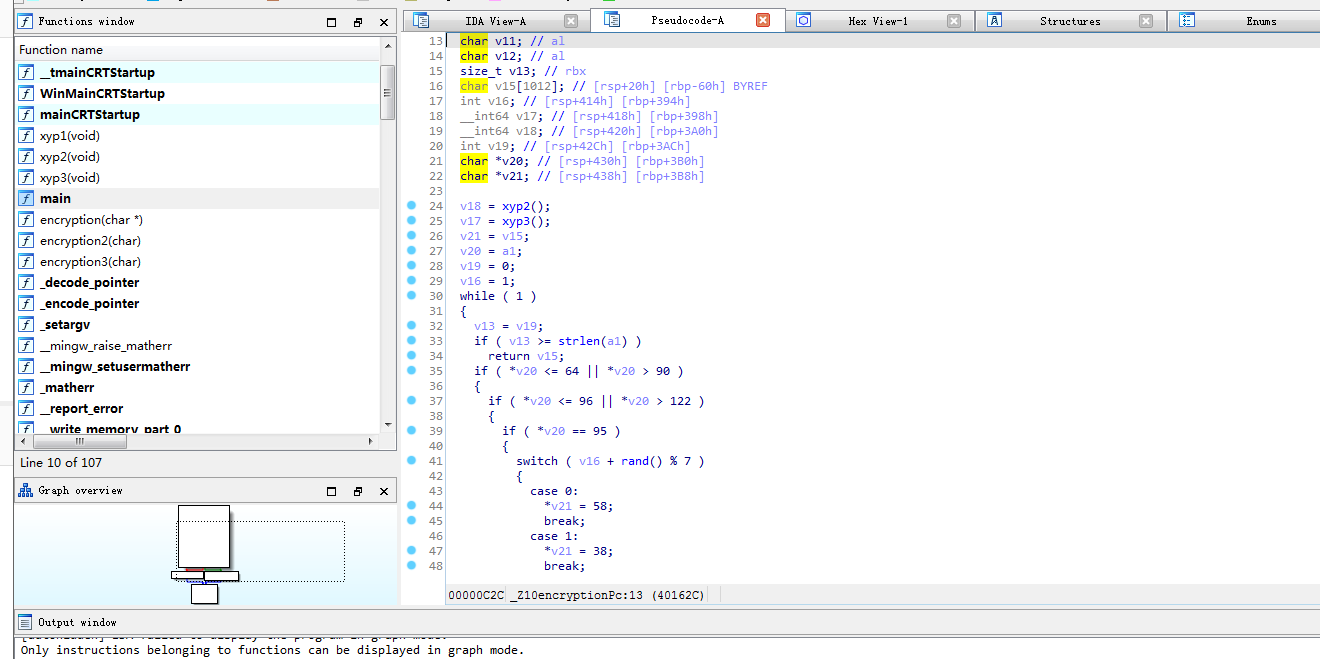 Functions window
IDA View-A
Pseudocode-A
Hex View-1
Structures
Enums
Function name
__tmainCRTStartup
WinMainCRTStartup
mainCRTStartup
xyp1(void)
xyp2(void)
xyp3(void)
main
encryption(char *)
encryption2(char)
encryption3(char)
_decode_pointer
_encode_pointer
_setargv
__mingw_raise_matherr
__mingw_setusermatherr
_matherr
__report_error
__write_memory_part_0
Line 10 of 107
Graph overview
13 char v11; // al
14 char v12; // al
15 size_t v13; // rbx
16 char v15[1012]; // [rsp+20h] [rbp-60h] BYREF
17 int v16; // [rsp+414h] [rbp+394h]
18 __int64 v17; // [rsp+418h] [rbp+398h]
19 __int64 v18; // [rsp+420h] [rbp+3A0h]
20 int v19; // [rsp+42Ch] [rbp+3ACh]
21 char *v20; // [rsp+430h] [rbp+3B0h]
22 char *v21; // [rsp+438h] [rbp+3B8h]
23
24 v18 = xyp2();
25 v17 = xyp3();
26 v21 = v15;
27 v20 = a1;
28 v19 = 0;
29 v16 = 1;
30 while ( 1 )
31 {
32 v13 = v19;
33 if ( v13 >= strlen(a1) )
34 return v15;
35 if ( *v20 <= 64 || *v20 > 90 )
36 {
37 if ( *v20 <= 96 || *v20 > 122 )
38 {
39 if ( *v20 == 95 )
40 {
41 switch ( v16 + rand() % 7 )
42 {
43 case 0:
44 *v21 = 58;
45 break;
46 case 1:
47 *v21 = 38;
48 break;
00000C2C _Z10encryptionPc:13 (40162C)
Output window
Only instructions belonging to functions can be displayed in graph mode.